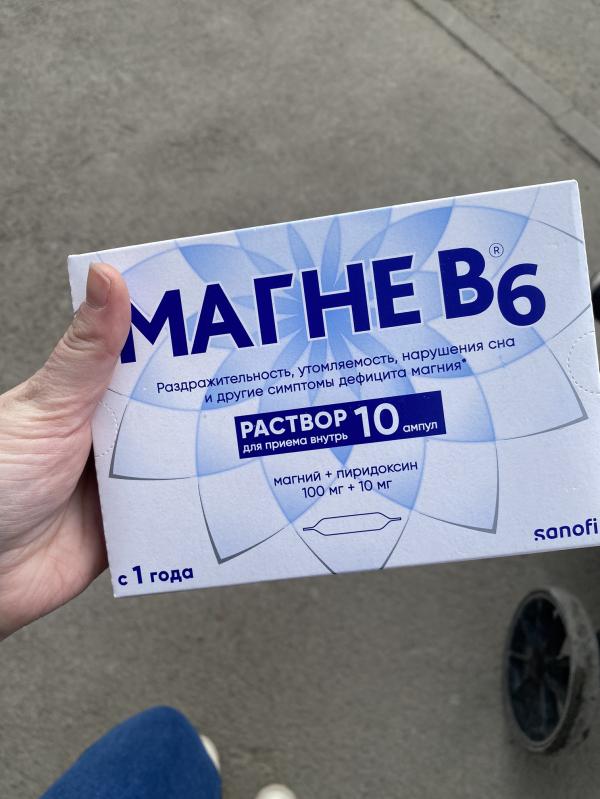 МАГНЕ B6®
Раздражительность, утомляемость, нарушения сна
и другие симптомы дефицита магния*
РАСТВОР 10 ампул
для приема внутрь
магний + пиридоксин
100 мг + 10 мг
sanofi
с 1 года